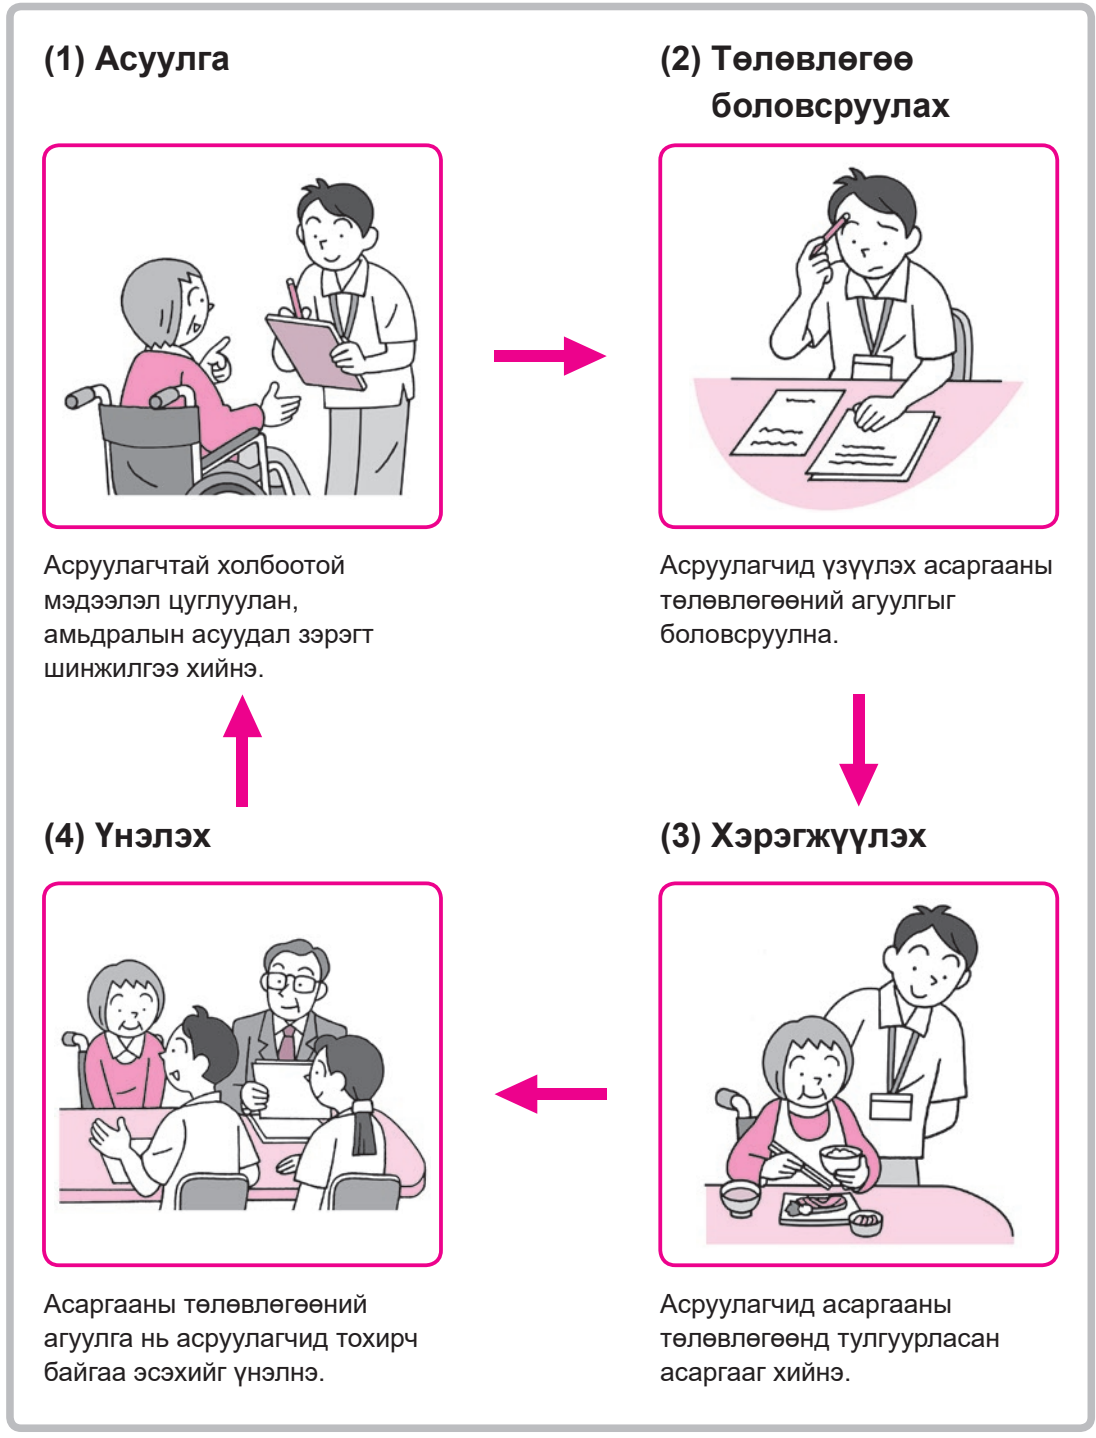 (1) Асуулга
Асруулагчтай холбоотой
мэдээлэл цуглуулан,
амьдралын асуудал зэрэгт
шинжилгээ хийнэ.
(2) Төлөвлөгөө
боловсруулах
Асруулагчид үзүүлэх асаргааны
төлөвлөгөөний агуулгыг
боловсруулна.
(3) Хэрэгжүүлэх
Асруулагчид асаргааны
төлөвлөгөөнд тулгуурласан
асаргааг хийнэ.
(4) Үнэлэх
Асаргааны төлөвлөгөөний
агуулга нь асруулагчид тохирч
байгаа эсэхийг үнэлнэ.